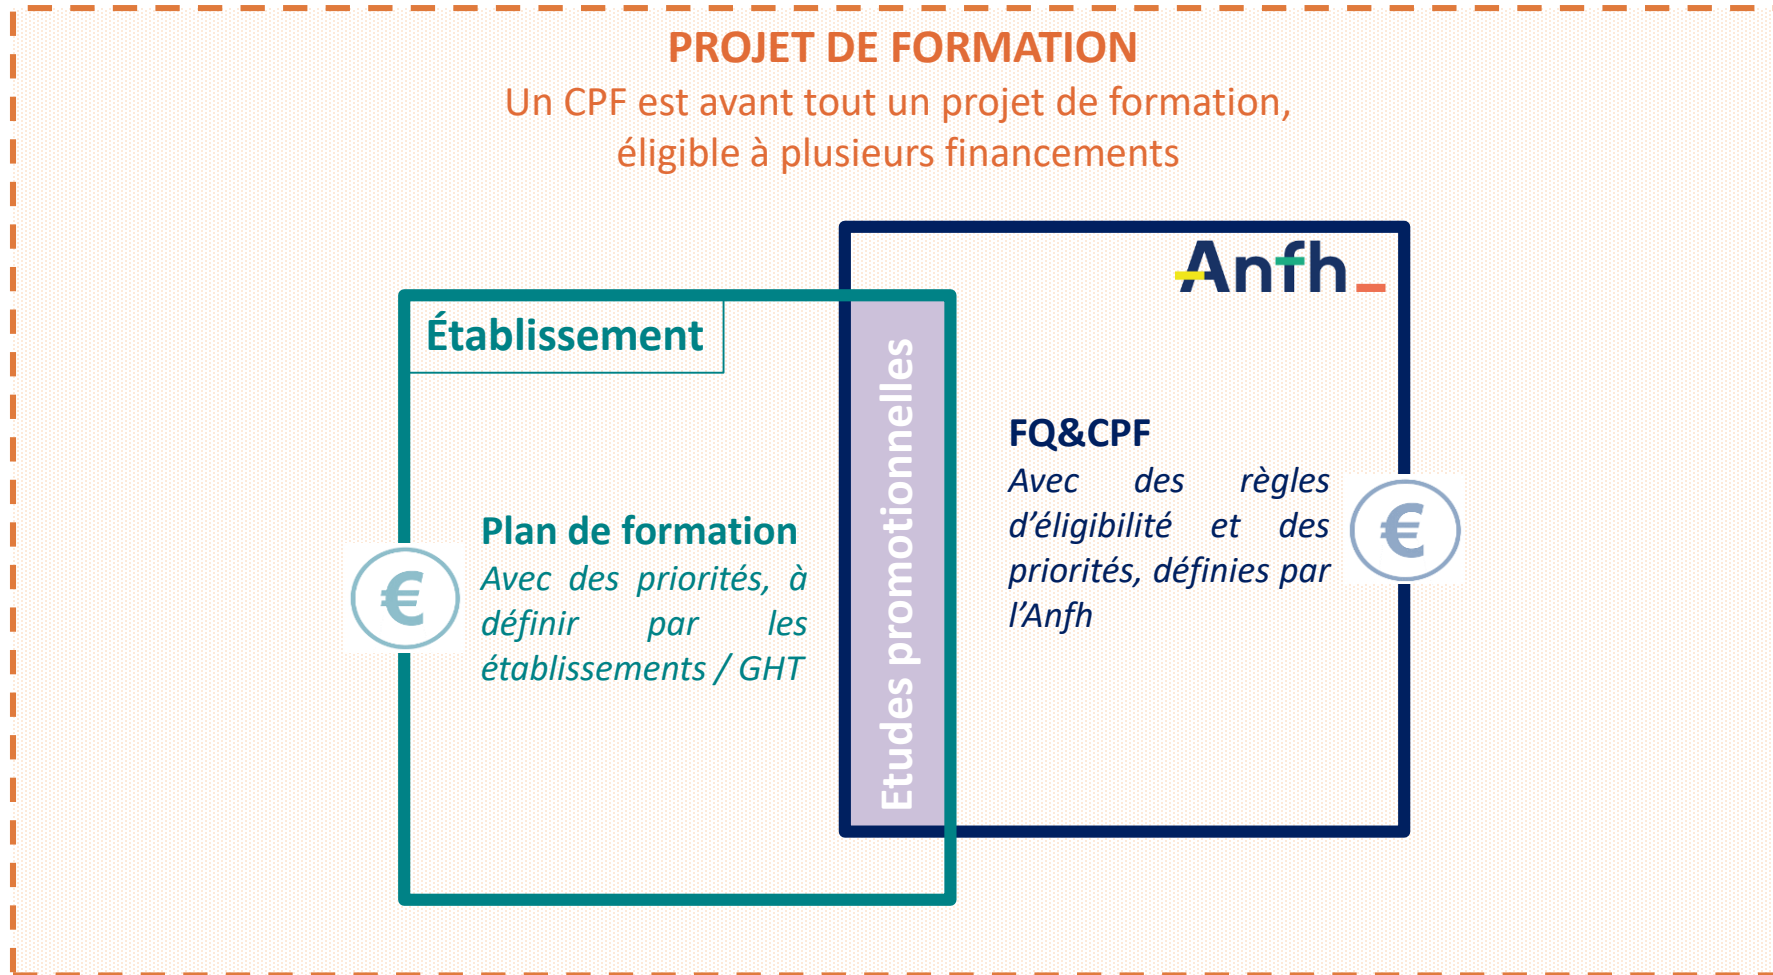 PROJET DE FORMATION
Un CPF est avant tout un projet de formation,
éligible à plusieurs financements
Anfh_
Établissement
Etudes promotionnelles
FQ&CPF
Avec des règles
d’éligibilité et des
priorités, définies par
l’Anfh
€
Plan de formation
Avec des priorités, à
définir par les
établissements / GHT
€